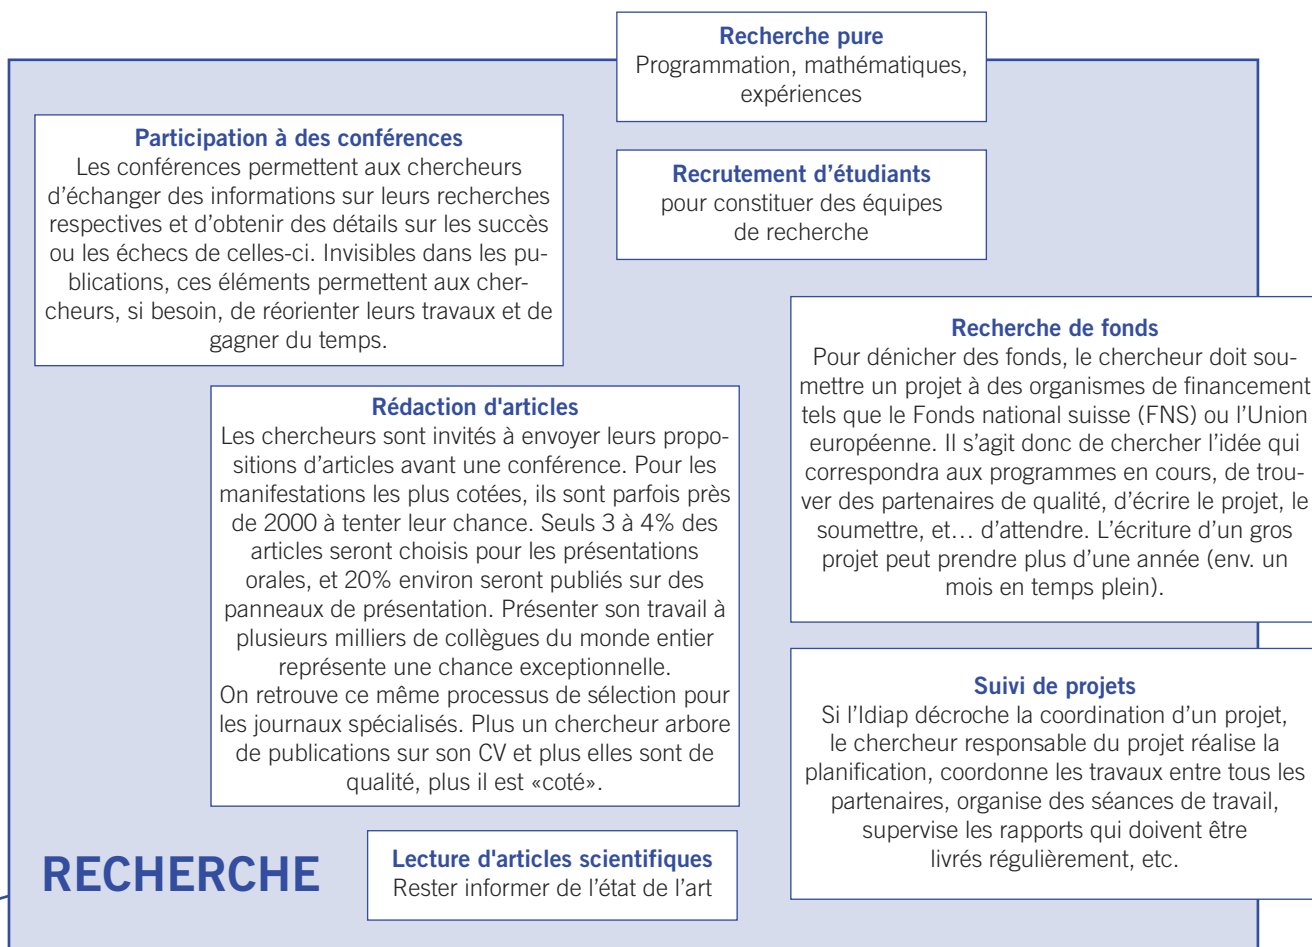 Recherche pure
Programmation, mathématiques,
expériences
Participation à des conférences
Les conférences permettent aux chercheurs
d’échanger des informations sur leurs recherches
respectives et d’obtenir des détails sur les succès
ou les échecs de celles-ci. Invisibles dans les pu-
blications, ces éléments permettent aux cher-
cheurs, si besoin, de réorienter leurs travaux et de
gagner du temps.
Recrutement d’étudiants
pour constituer des équipes
de recherche
Recherche de fonds
Pour dénicher des fonds, le chercheur doit sou-
mettre un projet à des organismes de financement
tels que le Fonds national suisse (FNS) ou l’Union
européenne. Il s’agit donc de chercher l’idée qui
correspondra aux programmes en cours, de trou-
ver des partenaires de qualité, d’écrire le projet, le
soumettre, et… d’attendre. L’écriture d’un gros
projet peut prendre plus d’une année (env. un
mois en temps plein).
Rédaction d'articles
Les chercheurs sont invités à envoyer leurs propo-
sitions d’articles avant une conférence. Pour les
manifestations les plus cotées, ils sont parfois près
de 2000 à tenter leur chance. Seuls 3 à 4% des
articles seront choisis pour les présentations
orales, et 20% environ seront publiés sur des
panneaux de présentation. Présenter son travail à
plusieurs milliers de collègues du monde entier
représente une chance exceptionnelle.
On retrouve ce même processus de sélection pour
les journaux spécialisés. Plus un chercheur arbore
de publications sur son CV et plus elles sont de
qualité, plus il est «coté».
Suivi de projets
Si l’Idiap décroche la coordination d’un projet,
le chercheur responsable du projet réalise la
planification, coordonne les travaux entre tous les
partenaires, organise des séances de travail,
supervise les rapports qui doivent être
livrés régulièrement, etc.
RECHERCHE
Lecture d'articles scientifiques
Rester informer de l’état de l’art